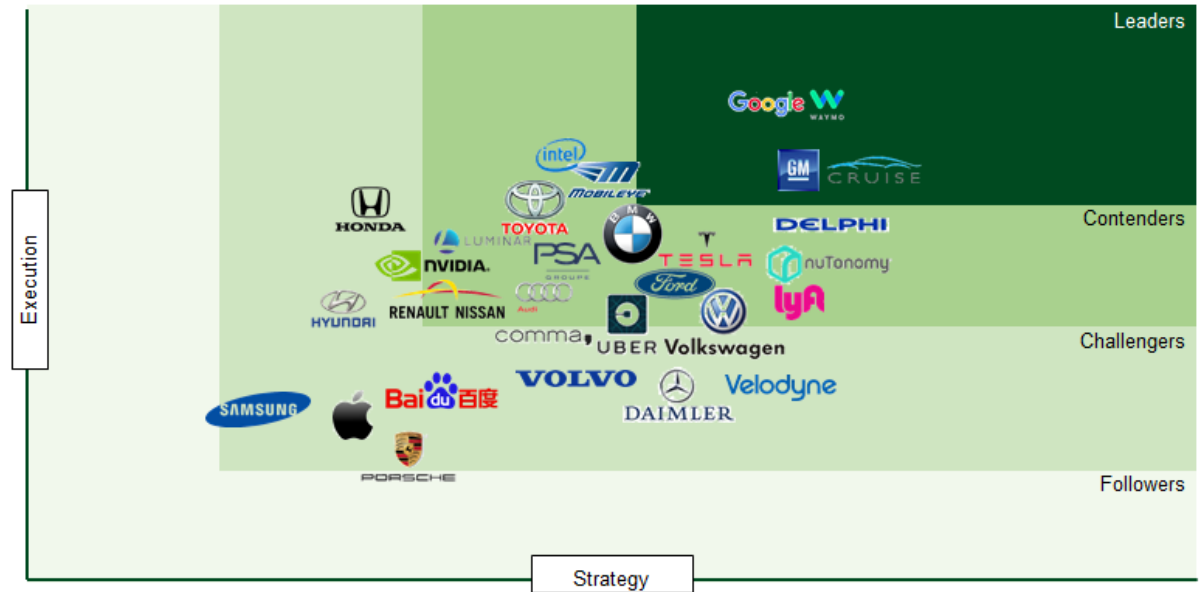 Leaders
Google WAYMO
intel
GM CRUISE
MOBILEYE
HONDA
TOYOTA
BMW
DELPHI
Contenders
LUMINAR
PSA
GROUPE
TESLA
nuTonomy
NVIDIA.
Ford
Audi
lyft
HYUNDAI
RENAULT NISSAN
Execution
comma,
UBER
Volkswagen
Challengers
VOLVO
Velodyne
Bai du 百度
SAMSUNG
DAIMLER
PORSCHE
Followers
Strategy